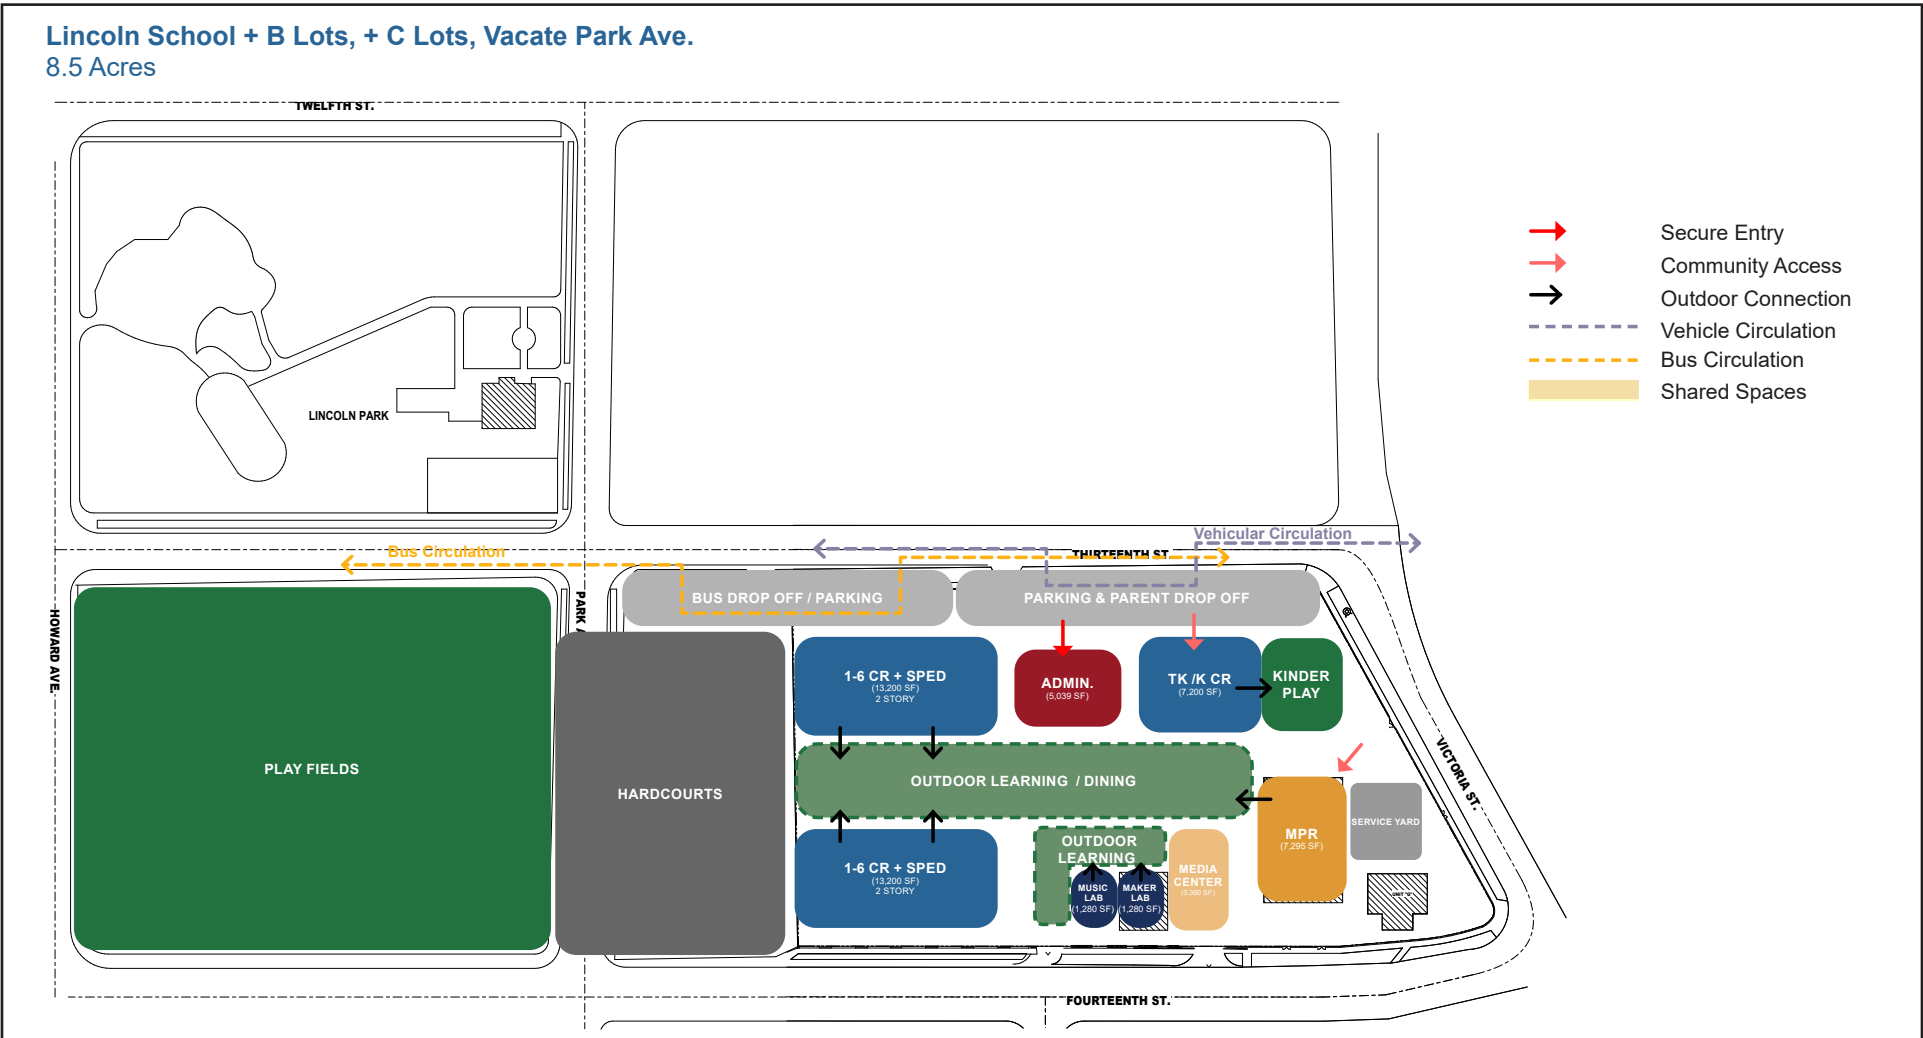 Lincoln School + B Lots, + C Lots, Vacate Park Ave.
8.5 Acres
TWELFTH ST.
Secure Entry
Community Access
Outdoor Connection
Vehicle Circulation
Bus Circulation
Shared Spaces
LINCOLN PARK
Bus Circulation
Vehicular Circulation
THIRTEENTH ST.
HOWARD AVE.
PARK A
BUS DROP OFF / PARKING
PARKING & PARENT DROP OFF
1-6 CR + SPED
(13,200 SF)
2 STORY
ADMIN.
(5,039 SF)
TK /K CR
(7,200 SF)
KINDER
PLAY
VICTORIA ST.
PLAY FIELDS
HARDCOURTS
OUTDOOR LEARNING / DINING
MPR
(7,295 SF)
SERVICE YARD
1-6 CR + SPED
(13,200 SF)
2 STORY
OUTDOOR
LEARNING
MUSIC
LAB
(1,280 SF)
MAKER
LAB
(1,280 SF)
MEDIA
CENTER
FOURTEENTH ST.